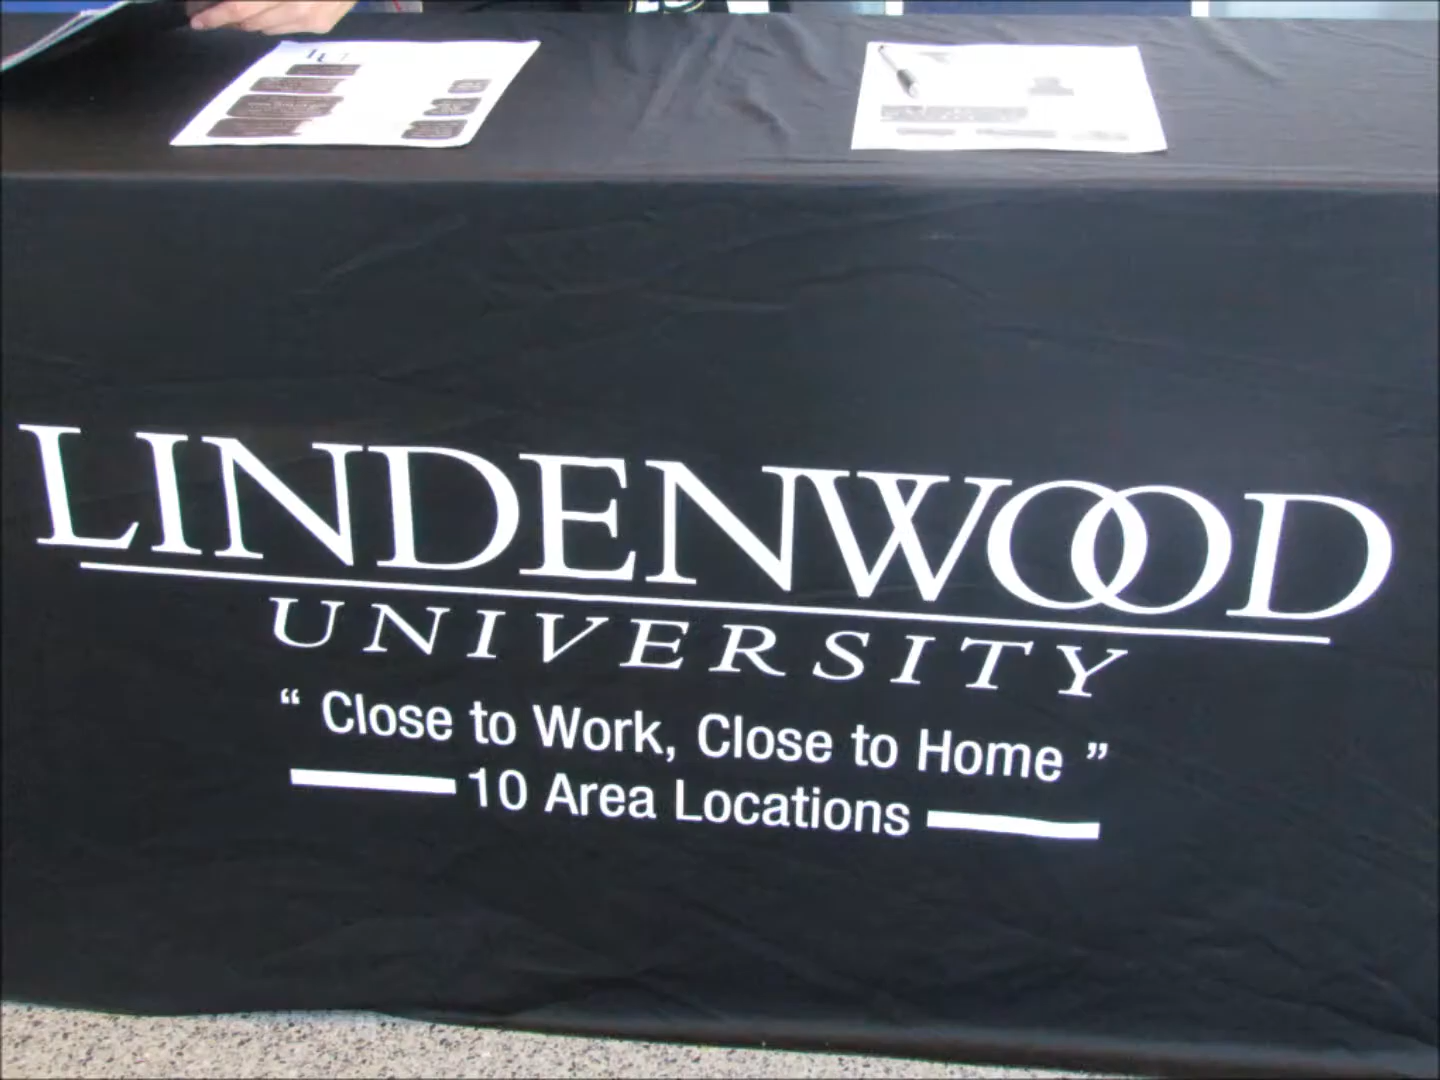 LINDENWOOD
UNIVERSITY
“ Close to Work, Close to Home ”
10 Area Locations